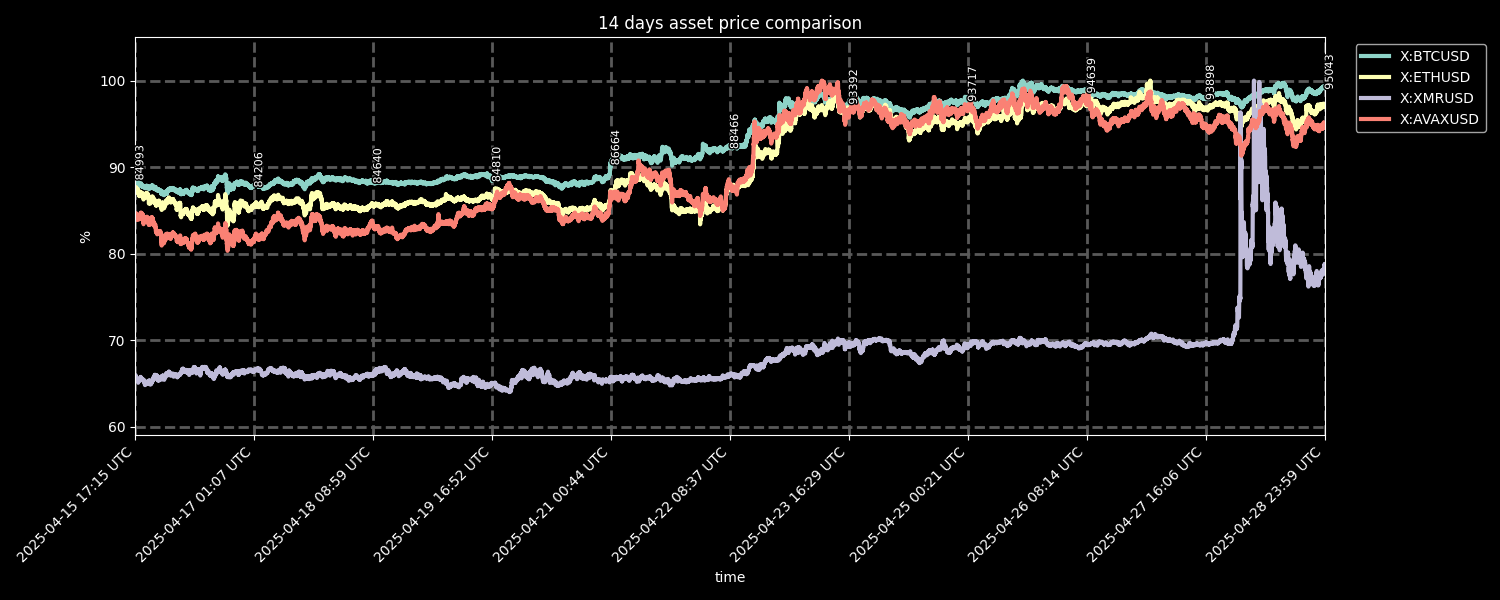 14 days asset price comparison
X:BTCUSD
X:ETHUSD
X:XMRUSD
X:AVAXUSD
100
90
80
70
60
%
84993
84206
84640
84810
86664
88466
93392
93717
94639
93898
95043
2025-04-15 17:15 UTC
2025-04-17 01:07 UTC
2025-04-18 08:59 UTC
2025-04-19 16:52 UTC
2025-04-21 00:44 UTC
2025-04-22 08:37 UTC
2025-04-23 16:29 UTC
2025-04-25 00:21 UTC
2025-04-26 08:14 UTC
2025-04-27 16:06 UTC
2025-04-28 23:59 UTC
time